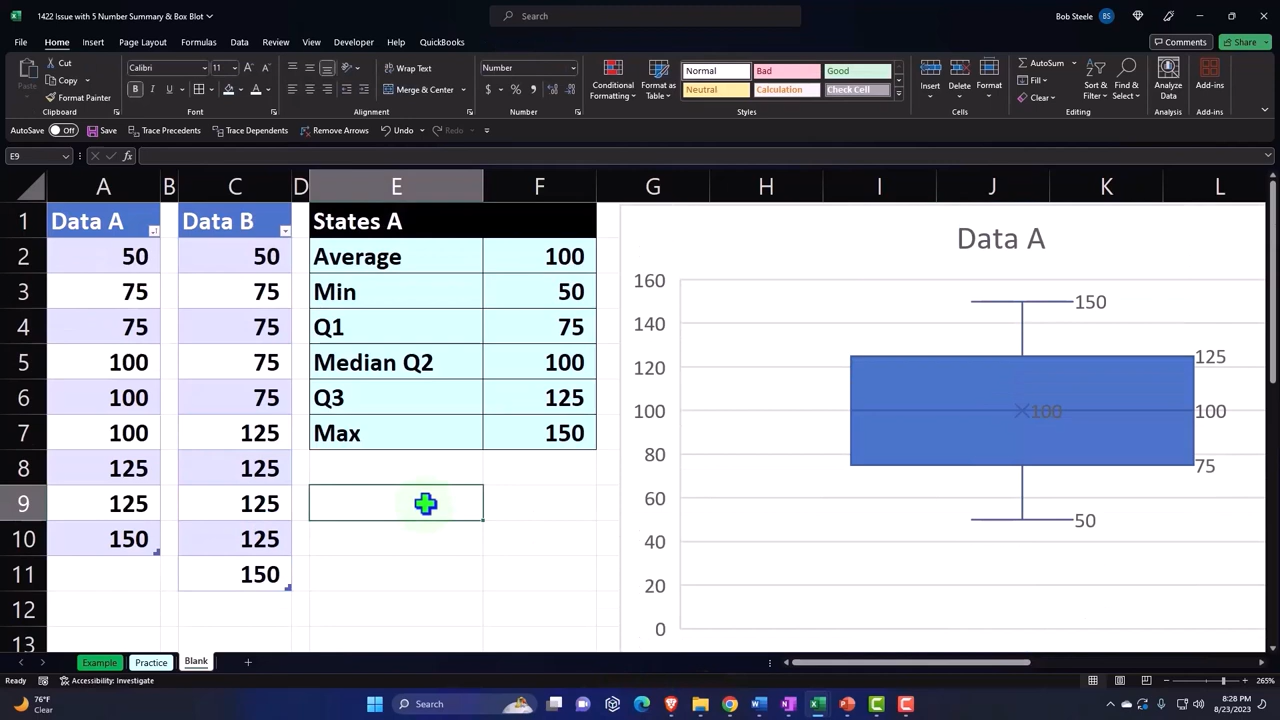 1422 Issue with 5 Number Summary & Box Blot
Search
Bob Steele
BS
File
Home
Insert
Page Layout
Formulas
Data
Review
View
Developer
Help
QuickBooks
Comments
Share
Cut
Copy
Format Painter
Clipboard
Calibri
11
Font
Wrap Text
Merge & Center
Alignment
Number
Number
Conditional Formatting
Format as Table
Normal
Bad
Good
Neutral
Calculation
Check Cell
Styles
Insert
Delete
Format
Cells
AutoSum
Fill
Clear
Sort & Filter
Find & Select
Editing
Analyze Data
Analysis
Add-ins
Add-ins
AutoSave Off
Save
Trace Precedents
Trace Dependents
Remove Arrows
Undo
Redo
E9
fx
A B C D E F G H I J K L
1 Data A Data B States A
2 50 50 Average 100
3 75 75 Min 50
4 75 75 Q1 75
5 100 75 Median Q2 100
6 100 75 Q3 125
7 100 125 Max 150
8 125 125
9 125 125
10 150 125
11 150
12
13
Data A
160
140
120
100
80
60
40
20
0
150
125
100
100
75
50
Example
Practice
Blank
Ready
Accessibility: Investigate
265%
76°F
Clear
Search
8:28 PM
8/23/2023